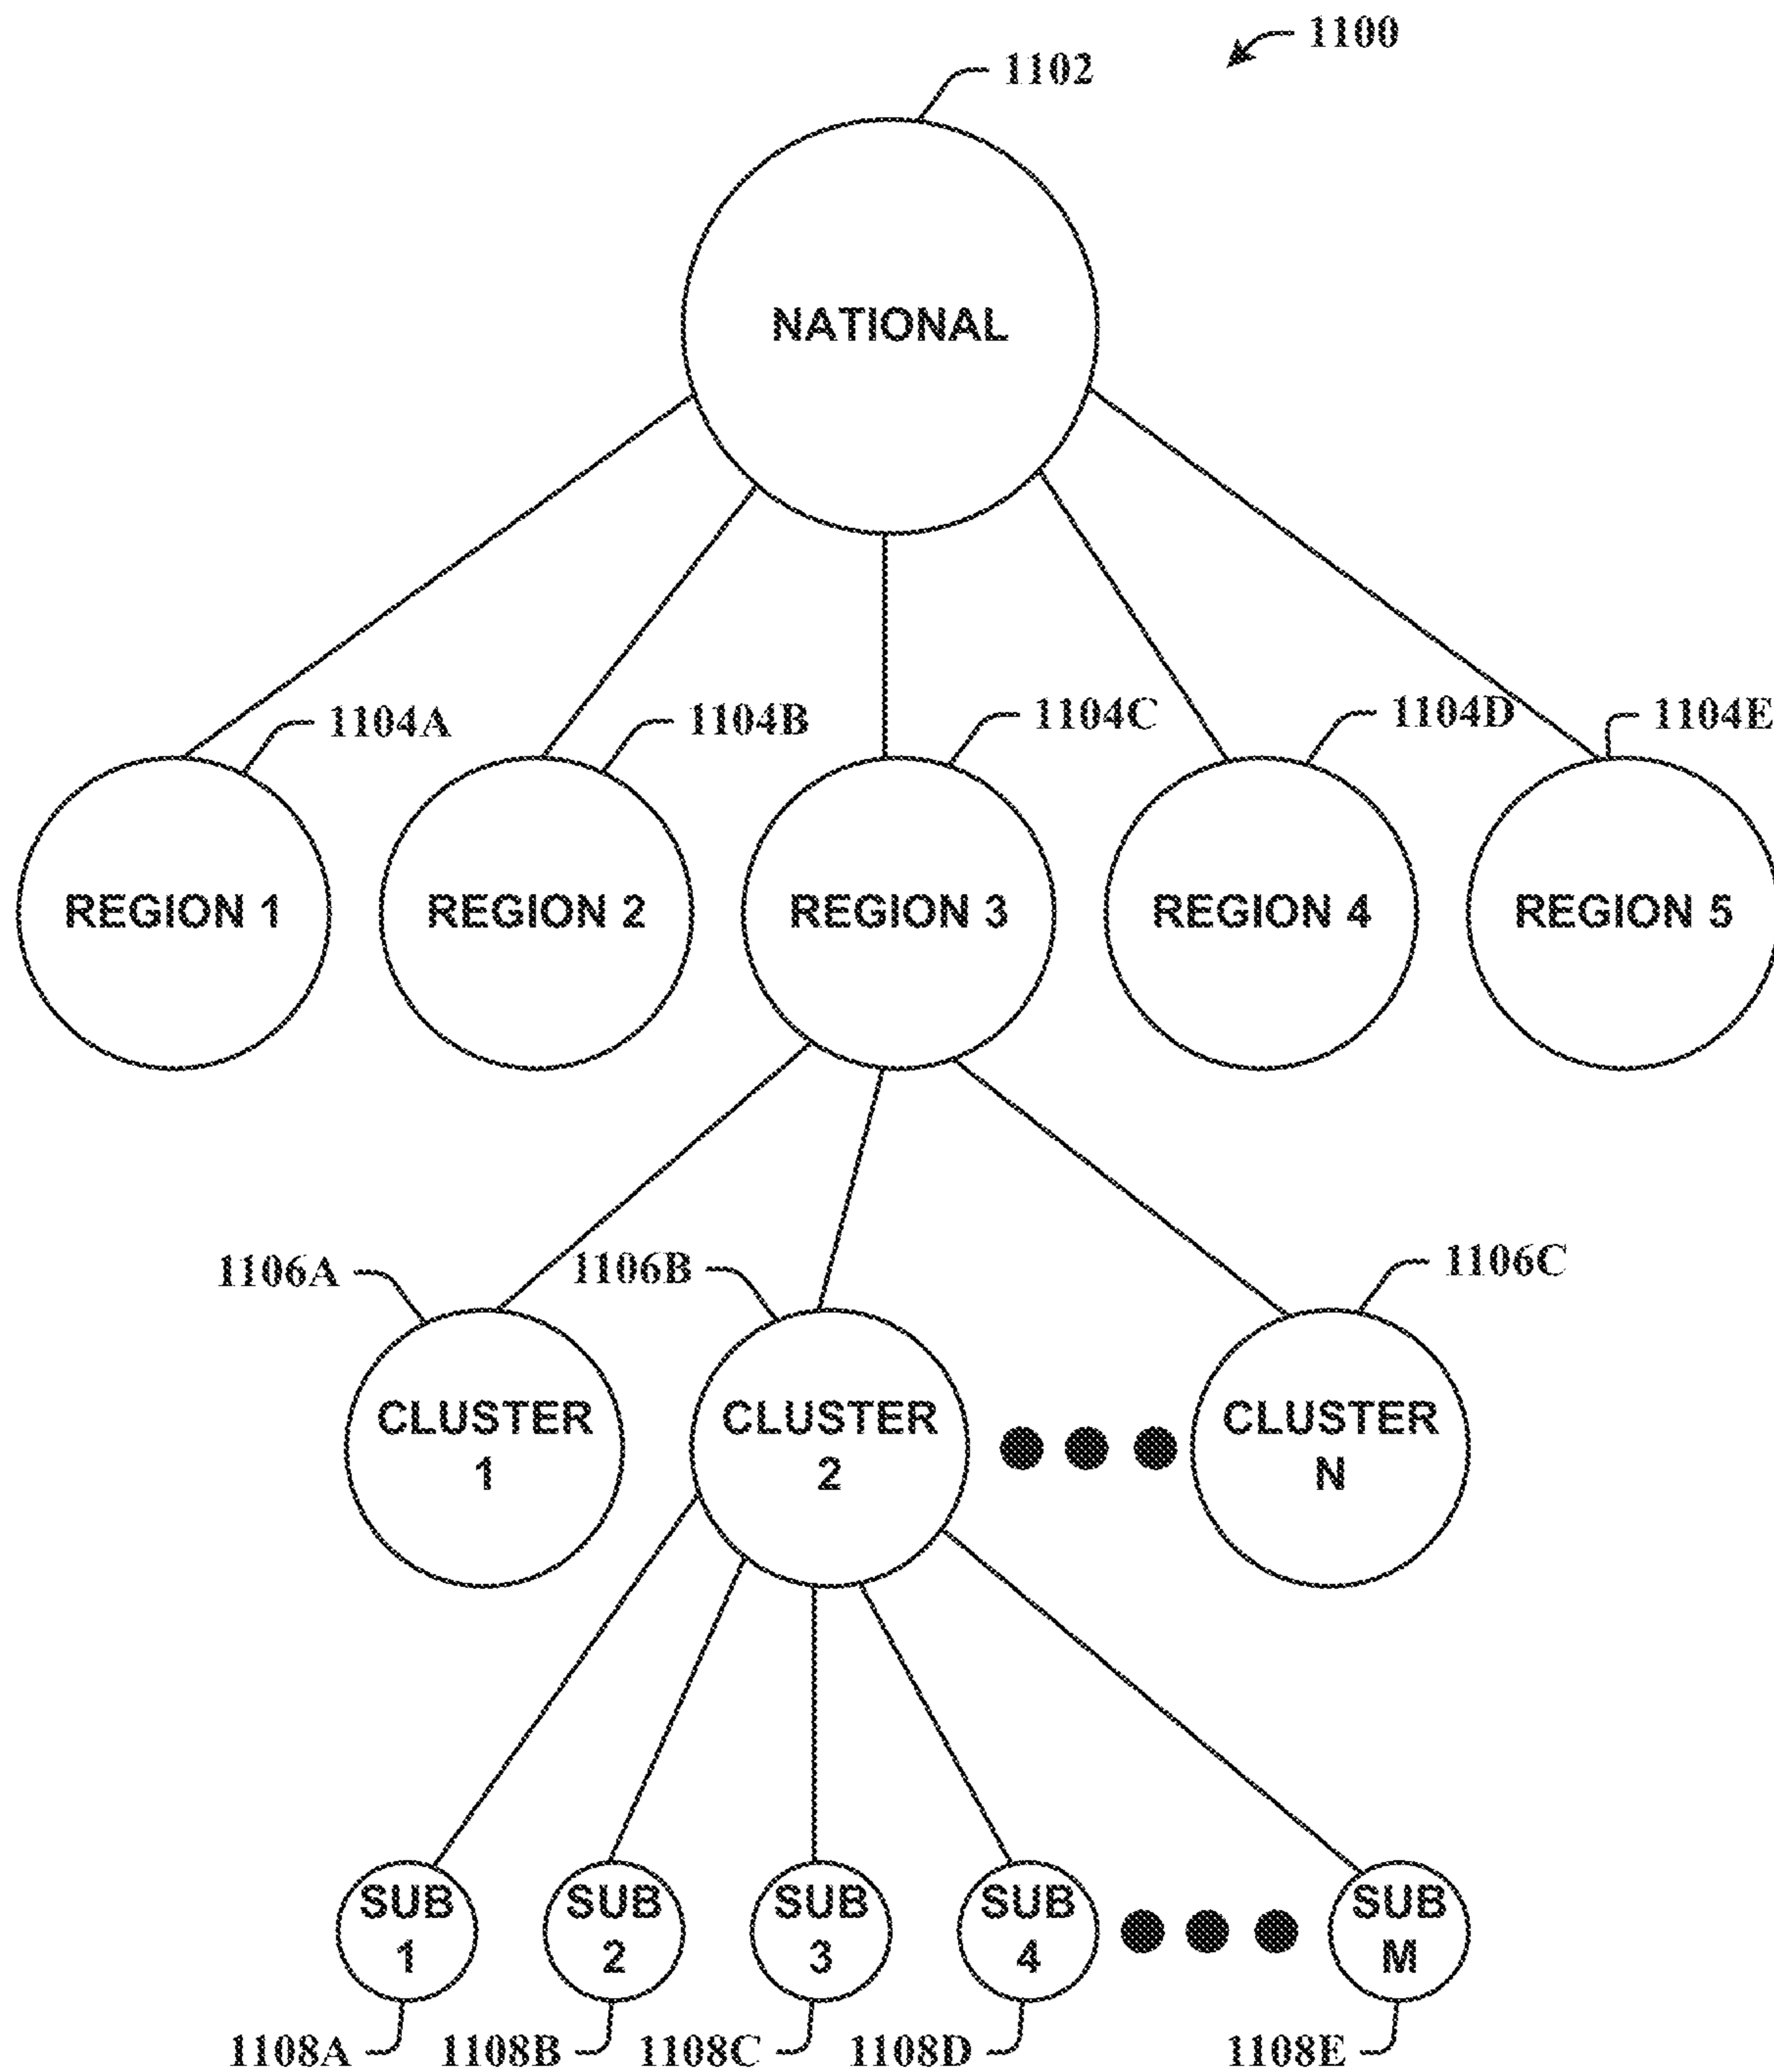 1100
1102
NATIONAL
1104A
1104B
1104C
1104D
1104E
REGION 1
REGION 2
REGION 3
REGION 4
REGION 5
1106A
1106B
1106C
CLUSTER
1
CLUSTER
2
CLUSTER
N
SUB
1
SUB
2
SUB
3
SUB
4
SUB
M
1108A
1108B
1108C
1108D
1108E